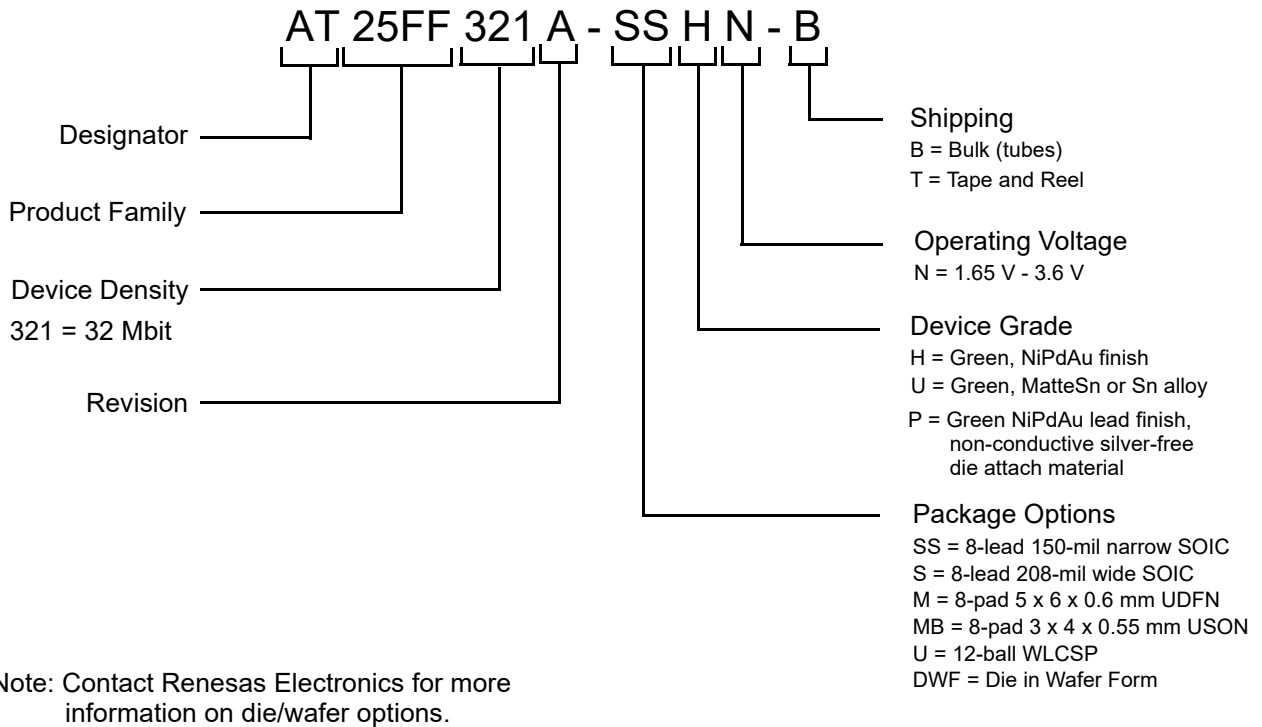 AT 25FF 321 A - SS H N - B
Designator
Product Family
Device Density
321 = 32 Mbit
Revision
Shipping
B = Bulk (tubes)
T = Tape and Reel
Operating Voltage
N = 1.65 V - 3.6 V
Device Grade
H = Green, NiPdAu finish
U = Green, MatteSn or Sn alloy
P = Green NiPdAu lead finish,
non-conductive silver-free
die attach material
Package Options
SS = 8-lead 150-mil narrow SOIC
S = 8-lead 208-mil wide SOIC
M = 8-pad 5 x 6 x 0.6 mm UDFN
MB = 8-pad 3 x 4 x 0.55 mm USON
U = 12-ball WLCSP
DWF = Die in Wafer Form
Note: Contact Renesas Electronics for more
information on die/wafer options.